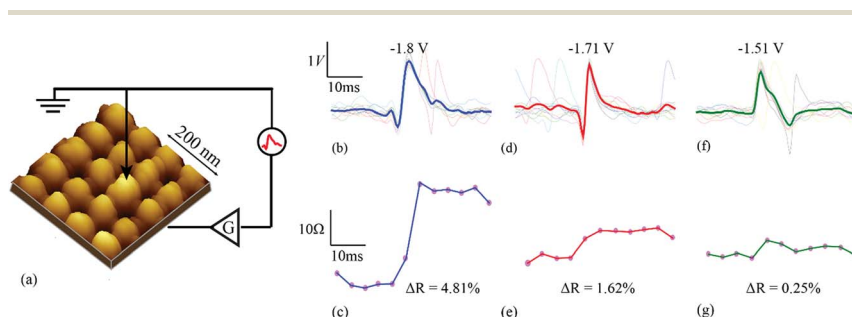 1V
10ms
-1.8 V
-1.71 V
-1.51 V
200 nm
G
(a)
(b)
(d)
(f)
10Ω
10ms
ΔR = 4.81%
ΔR = 1.62%
ΔR = 0.25%
(c)
(e)
(g)